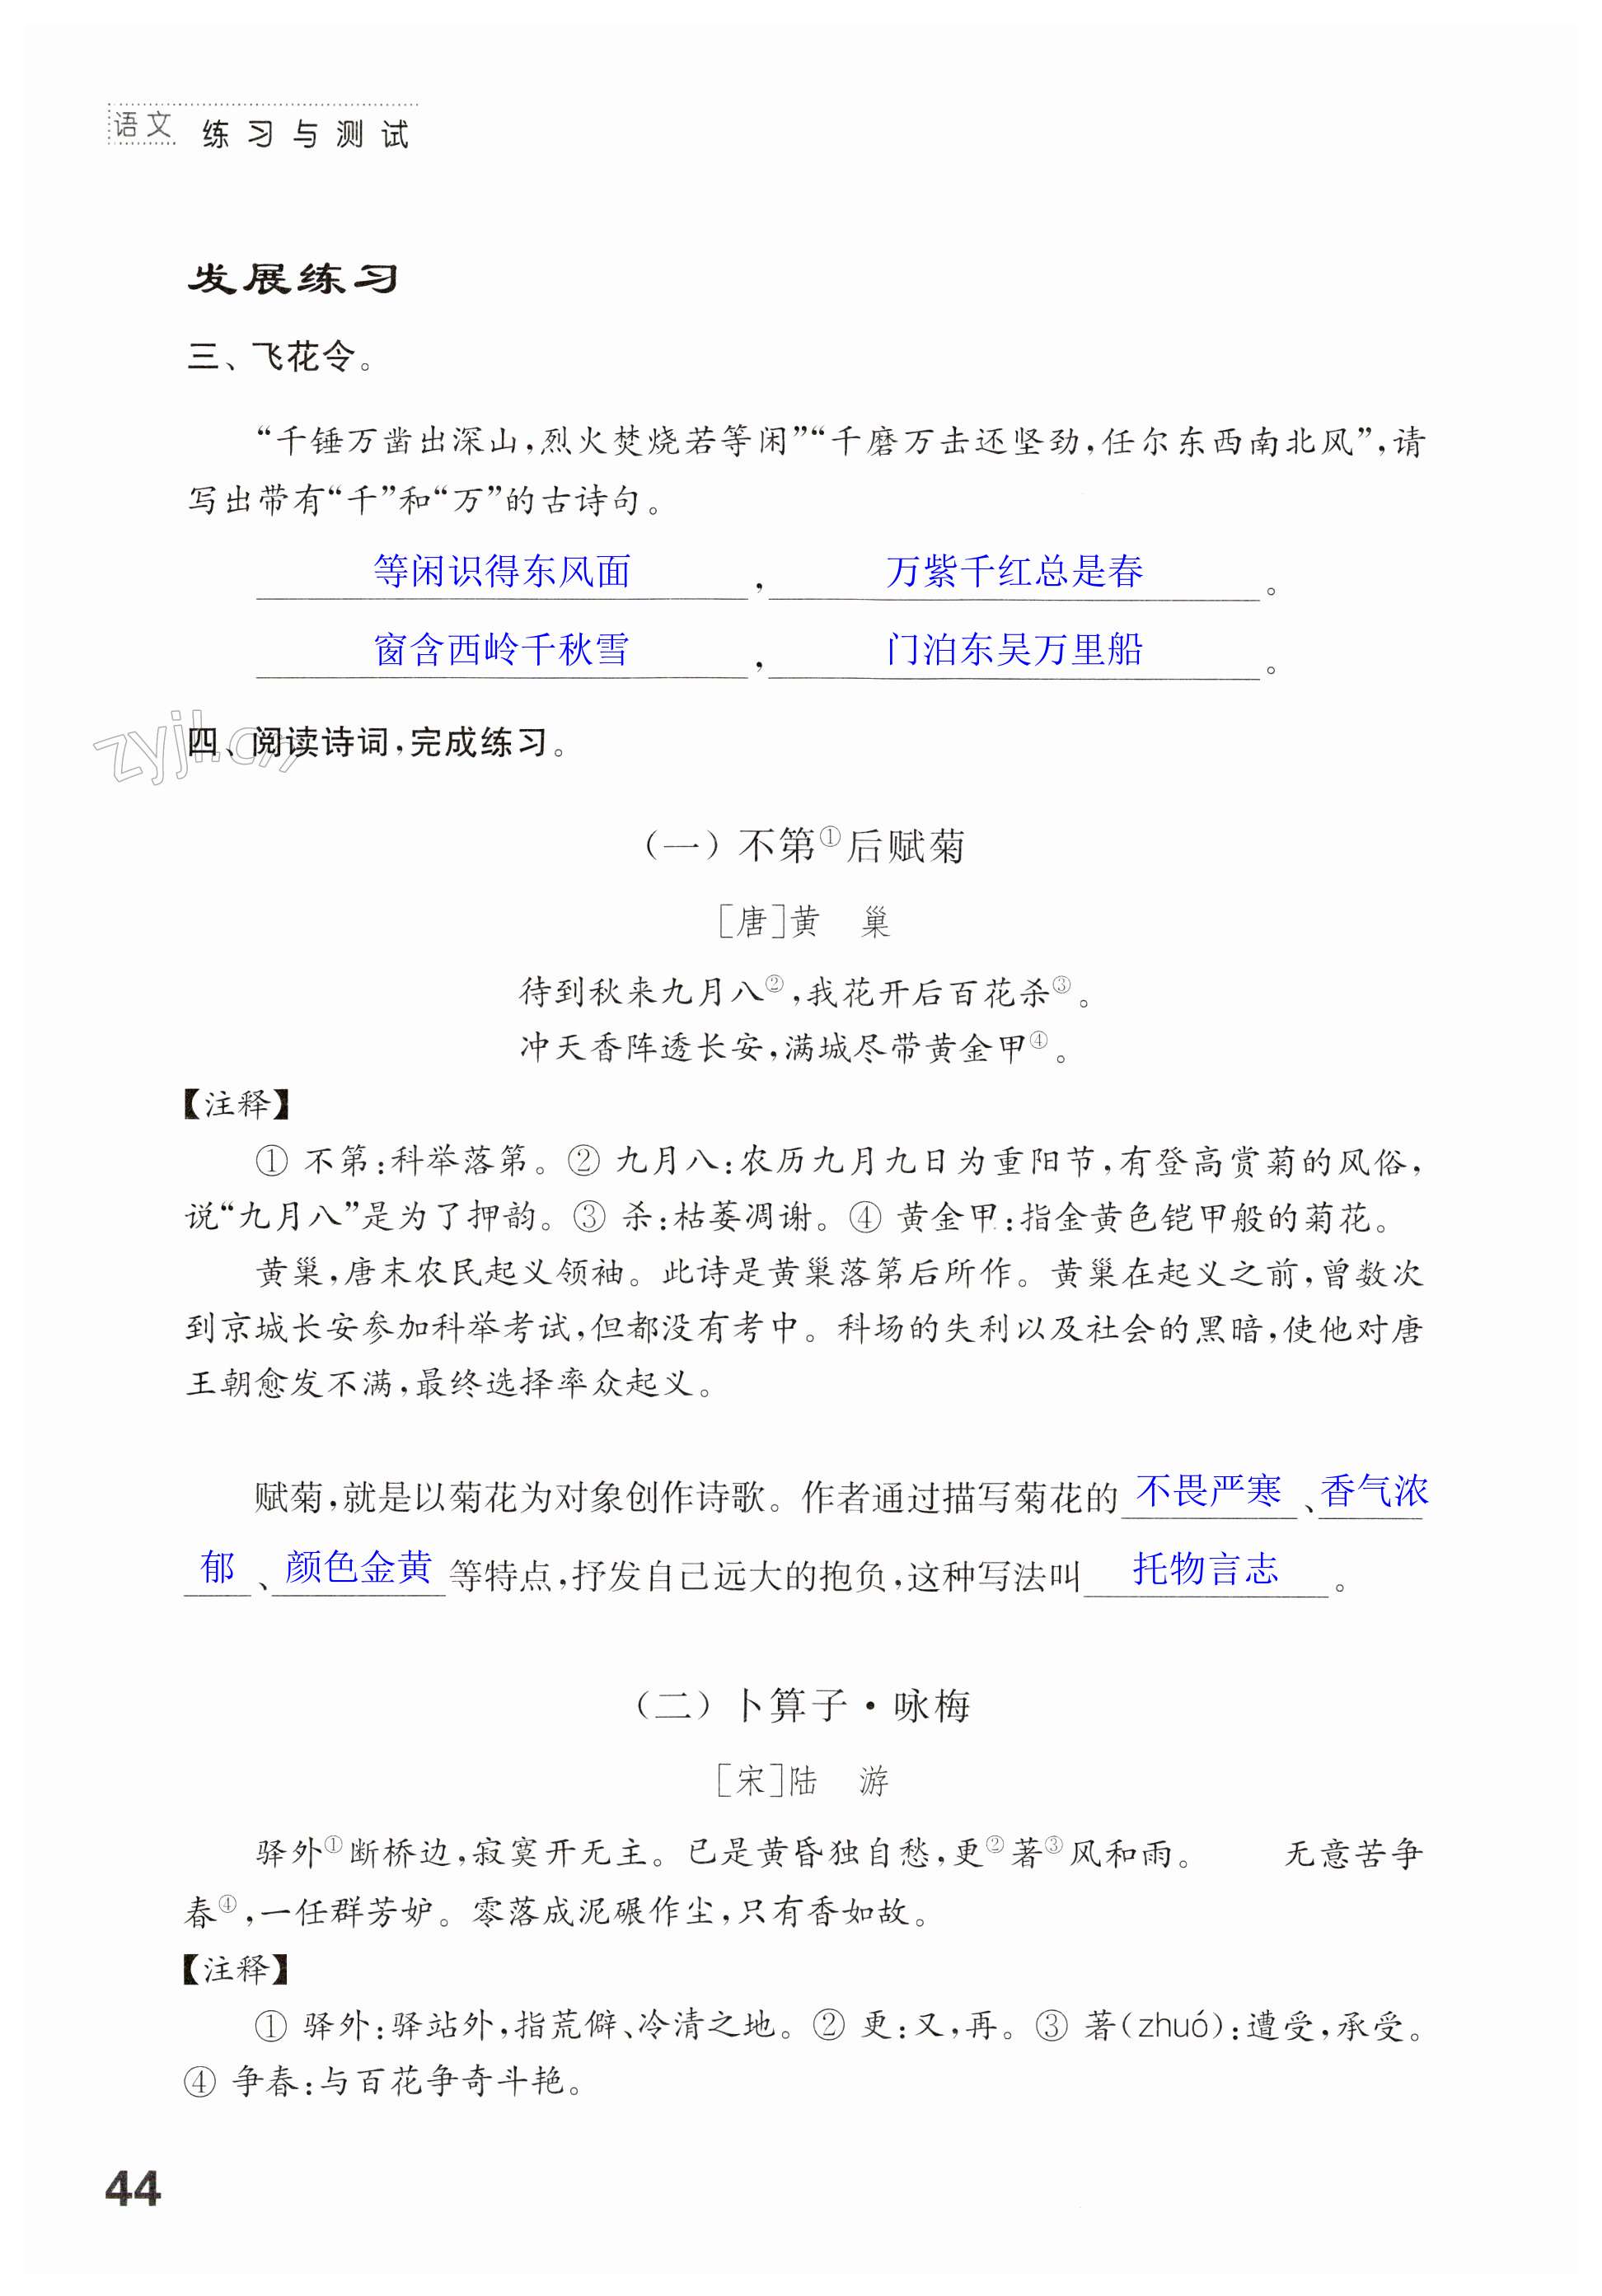 语文 练习与测试
发展练习
三、飞花令。
“千锤万凿出深山,烈火焚烧若等闲”“千磨万击还坚劲,任尔东西南北风”,请
写出带有“千”和“万”的古诗句。
等闲识得东风面,万紫千红总是春。
窗含西岭千秋雪,门泊东吴万里船。
zyjl.cn
四、阅读诗词,完成练习。
(一)不第①后赋菊
[唐]黄 巢
待到秋来九月八②,我花开后百花杀③。
冲天香阵透长安,满城尽带黄金甲④。
【注释】
① 不第:科举落第。② 九月八:农历九月九日为重阳节,有登高赏菊的风俗,
说“九月八”是为了押韵。③ 杀:枯萎凋谢。④ 黄金甲:指金黄色铠甲般的菊花。
黄巢,唐末农民起义领袖。此诗是黄巢落第后所作。黄巢在起义之前,曾数次
到京城长安参加科举考试,但都没有考中。科场的失利以及社会的黑暗,使他对唐
王朝愈发不满,最终选择率众起义。
赋菊,就是以菊花为对象创作诗歌。作者通过描写菊花的 不畏严寒、香气浓
郁、颜色金黄 等特点,抒发自己远大的抱负,这种写法叫 托物言志。
(二)卜算子·咏梅
[宋]陆 游
驿外①断桥边,寂寞开无主。已是黄昏独自愁,更②著③风和雨。 无意苦争
春④,一任群芳妒。零落成泥碾作尘,只有香如故。
【注释】
① 驿外:驿站外,指荒僻、冷清之地。② 更:又,再。③ 著(zhuó):遭受,承受。
④ 争春:与百花争奇斗艳。
44